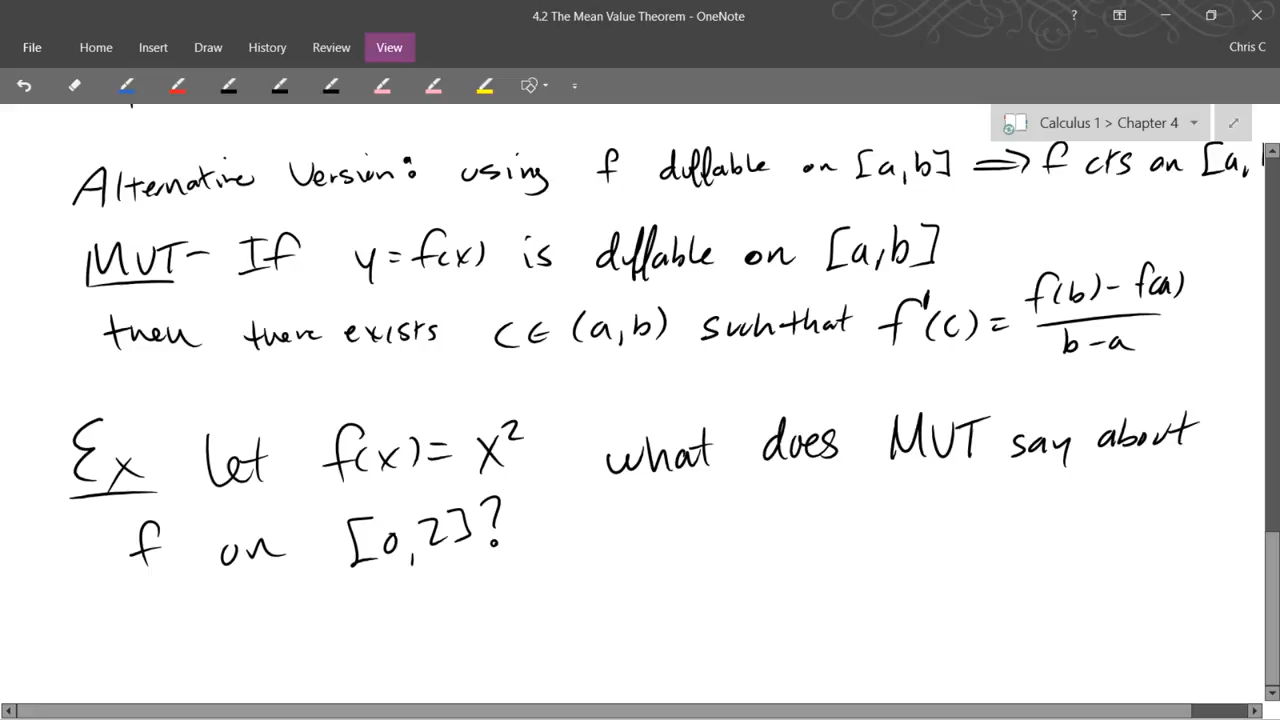 4.2 The Mean Value Theorem - OneNote
?
File Home Insert Draw History Review View Chris C
Calculus 1 > Chapter 4
Alternative Version: using f diffable on [a,b] ⟹ f cts on [a,
MVT- If y=f(x) is diffable on [a,b]
then there exists c∈(a,b) such that f'(c) = f(b)-f(a) / b-a
Ex Let f(x)= x² what does MVT say about
f on [0,2]?